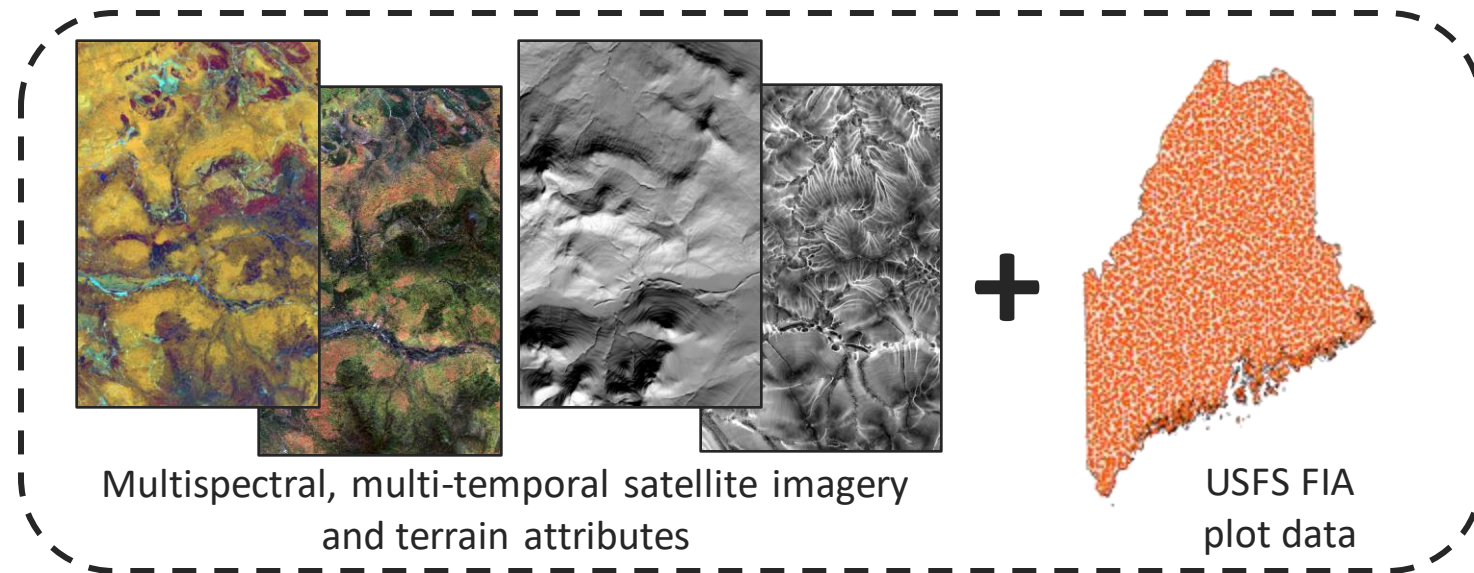 Multispectral, multi-temporal satellite imagery
and terrain attributes
+
USFS FIA
plot data